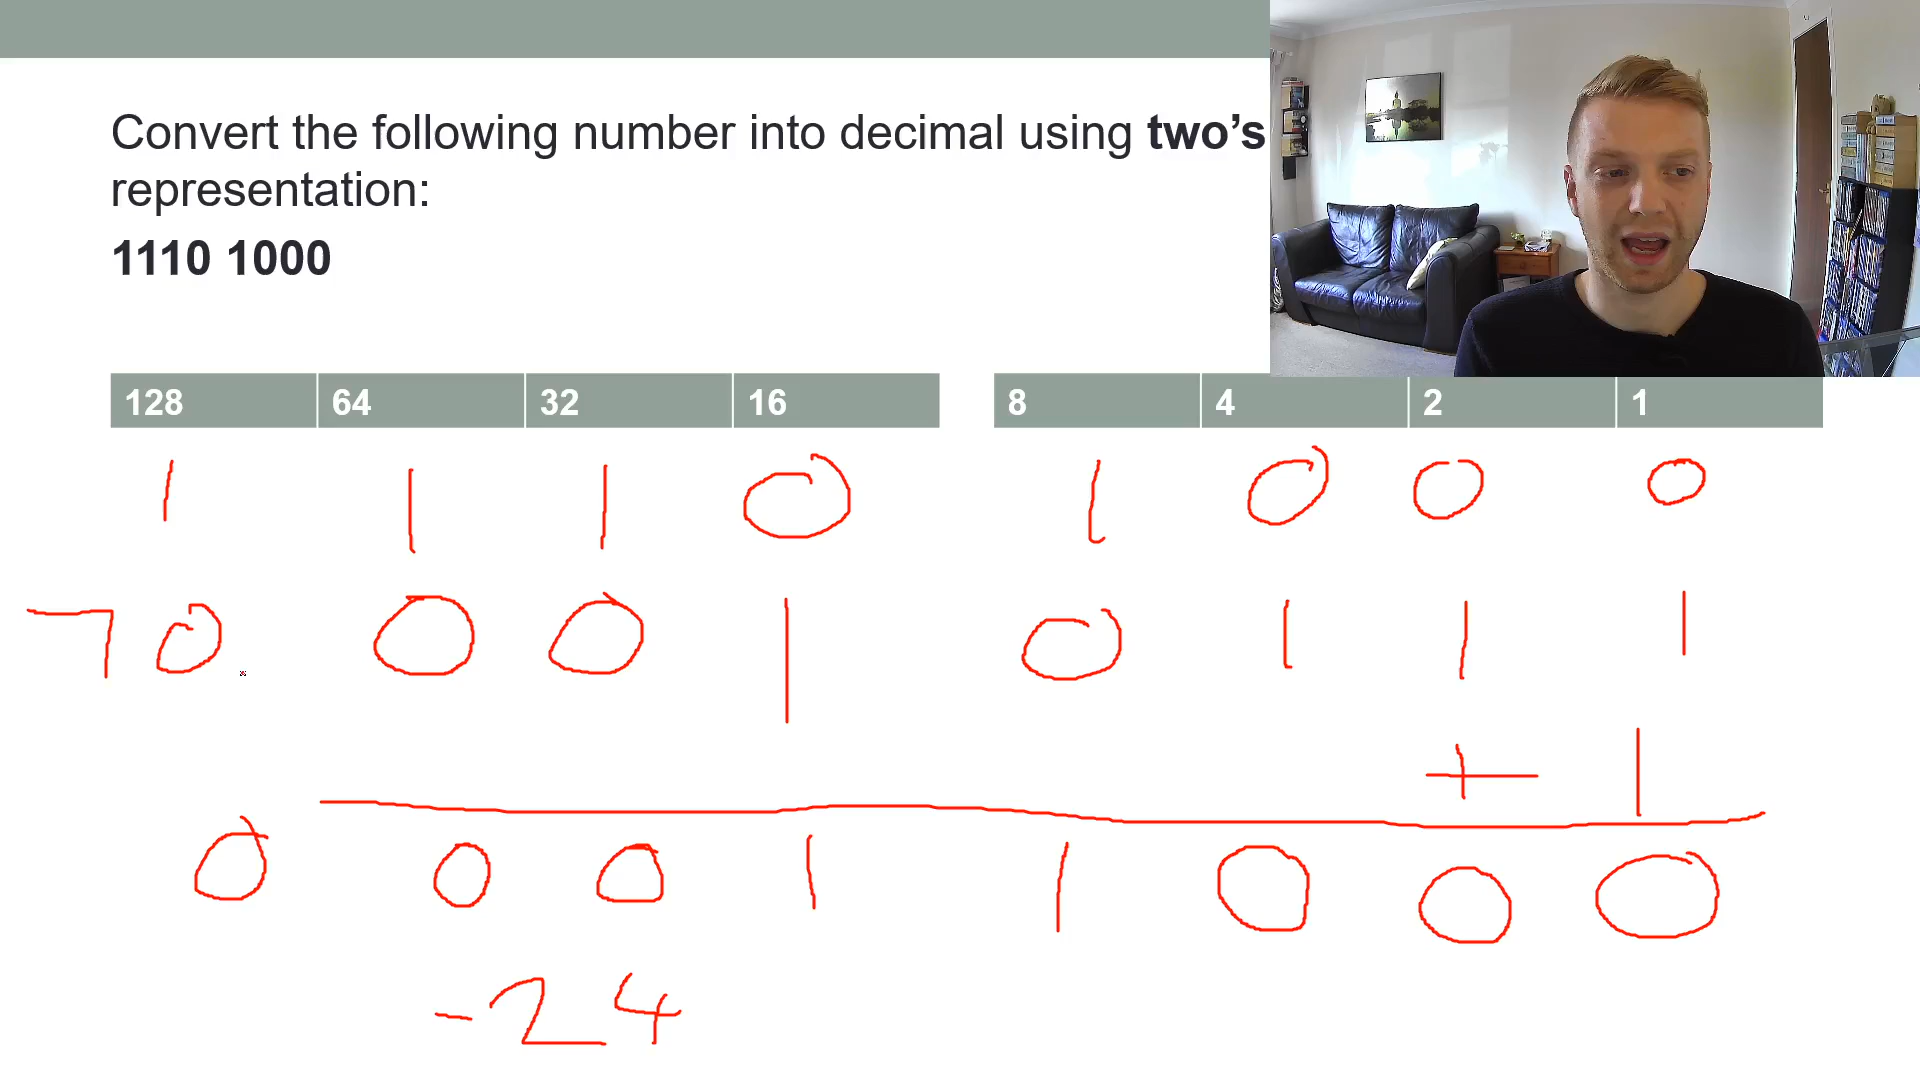 Convert the following number into decimal using two's
representation:
1110 1000
128 64 32 16 8 4 2 1
1 1 1 0 1 0 0 0
¬ 0 0 0 1 0 1 1 1
+ 1
0 0 0 1 1 0 0 0
-24